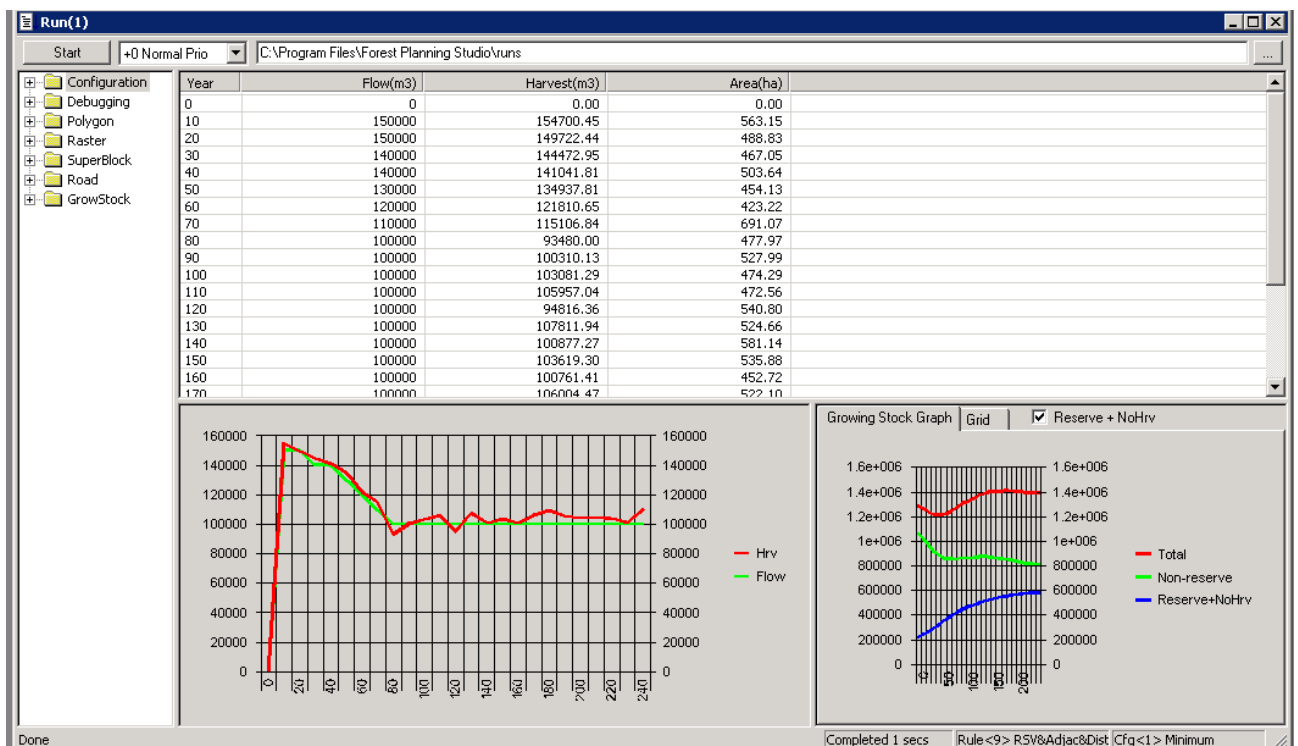 Run(1)
Start +0 Normal Prio C:\Program Files\Forest Planning Studio\runs ...
Configuration
Debugging
Polygon
Raster
SuperBlock
Road
GrowStock
Year Flow(m3) Harvest(m3) Area(ha)
0 0 0.00 0.00
10 150000 154700.45 563.15
20 150000 149722.44 488.83
30 140000 144472.95 467.05
40 140000 141041.81 503.64
50 130000 134937.81 454.13
60 120000 121810.65 423.22
70 110000 115106.84 691.07
80 100000 93480.00 477.97
90 100000 100310.13 527.99
100 100000 103081.29 474.29
110 100000 105957.04 472.56
120 100000 94816.36 540.80
130 100000 107811.94 524.66
140 100000 100877.27 581.14
150 100000 103619.30 535.88
160 100000 100761.41 452.72
170 100000 106004.47 522.10
160000 160000
140000 140000
120000 120000
100000 100000
80000 80000
60000 60000
40000 40000
20000 20000
0 0
0 20 40 60 80 100 120 140 160 180 200 220 240
Hrv
Flow
Growing Stock Graph Grid Reserve + NoHrv
1.6e+006 1.6e+006
1.4e+006 1.4e+006
1.2e+006 1.2e+006
1e+006 1e+006
800000 800000
600000 600000
400000 400000
200000 200000
0 0
0 50 100 150 200
Total
Non-reserve
Reserve+NoHrv
Done Completed 1 secs Rule<9> RSV&Adjac&Dist Cfg<1> Minimum